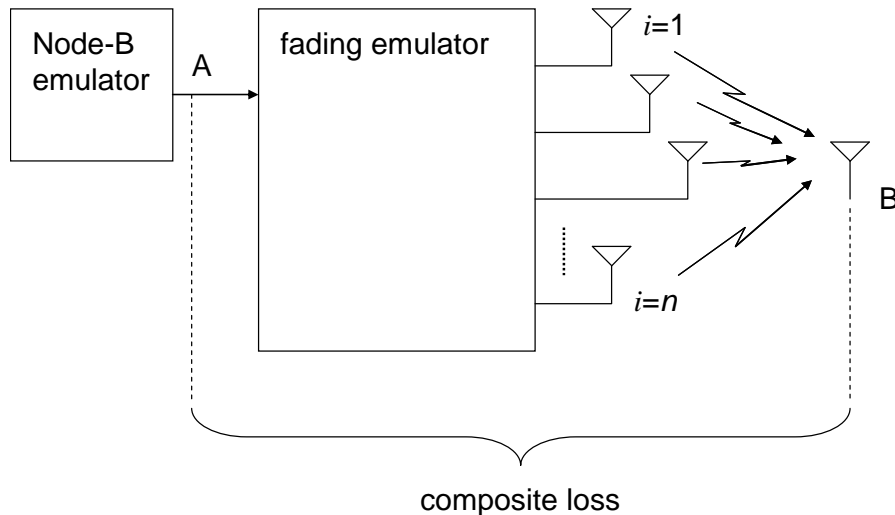 Node-B
emulator
A
fading emulator
i=1
B
i=n
composite loss